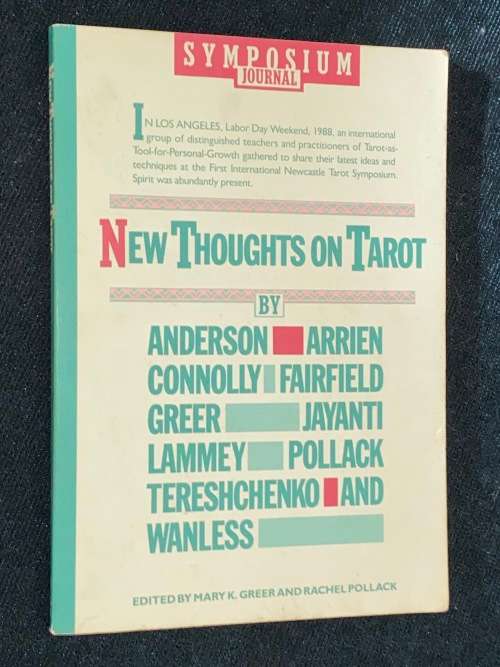 SYMPOSIUM
JOURNAL
IN LOS ANGELES, Labor Day Weekend, 1988, an international
group of distinguished teachers and practitioners of Tarot-as-
Tool-for-Personal-Growth gathered to share their latest ideas and
techniques at the First International Newcastle Tarot Symposium.
Spirit was abundantly present.
NEW THOUGHTS ON TAROT
BY
ANDERSON ARRIEN
CONNOLLY FAIRFIELD
GREER JAYANTI
LAMMEY POLLACK
TERESHCHENKO AND
WANLESS
EDITED BY MARY K. GREER AND RACHEL POLLACK